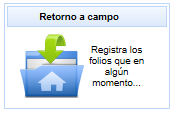 Retorno a campo
Registra los
folios que en
algún
momento...